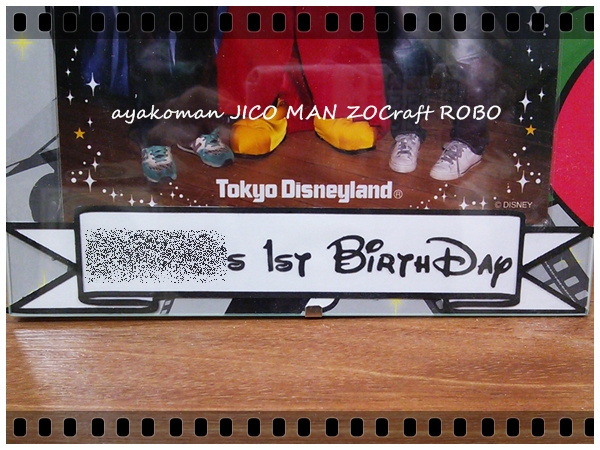 ayakoman JICO MAN ZOCraft ROBO
Tokyo Disneyland®
© DISNEY
s 1st BirthDay